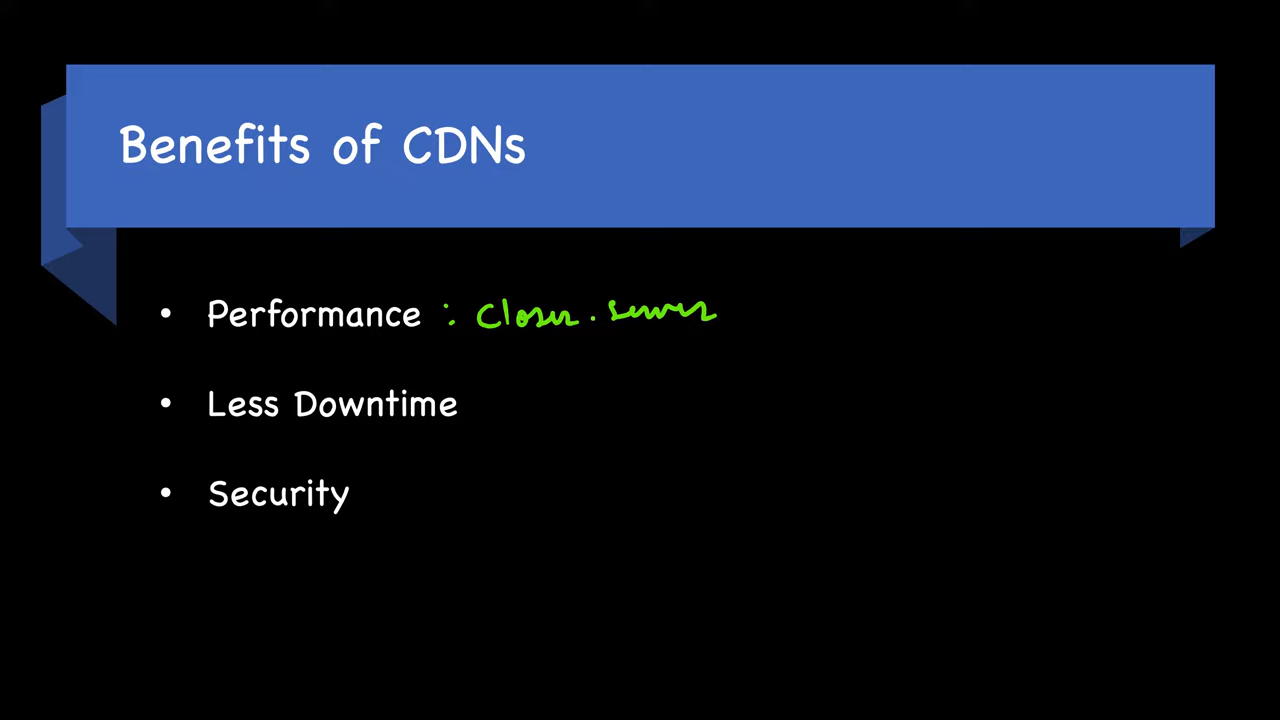 Benefits of CDNs
• Performance : Closer. server
• Less Downtime
• Security